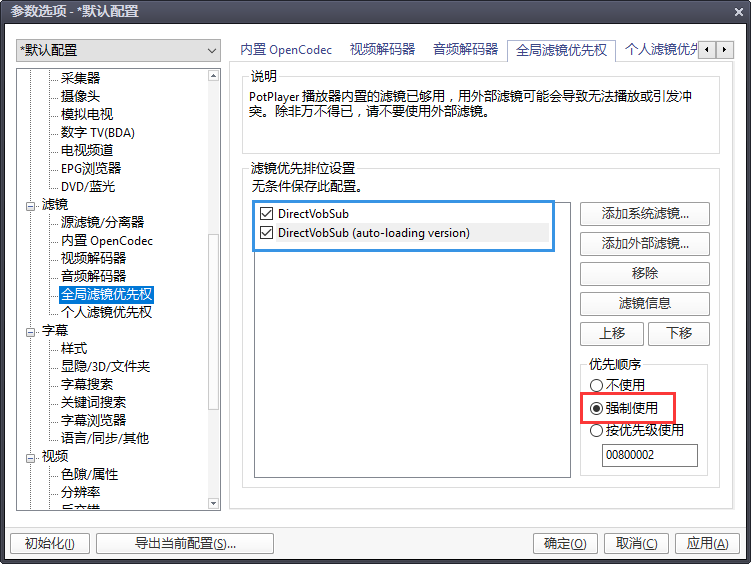 参数选项 - *默认配置
*默认配置
采集器
摄像头
模拟电视
数字 TV(BDA)
电视频道
EPG浏览器
DVD/蓝光
滤镜
源滤镜/分离器
内置 OpenCodec
视频解码器
音频解码器
全局滤镜优先权
个人滤镜优先权
字幕
样式
显隐/3D/文件夹
字幕搜索
关键词搜索
字幕浏览器
语言/同步/其他
视频
色隙/属性
分辨率
内置 OpenCodec 视频解码器 音频解码器 全局滤镜优先权 个人滤镜优先
说明
PotPlayer 播放器内置的滤镜已够用，用外部滤镜可能会导致无法播放或引发冲
突。除非万不得已，请不要使用外部滤镜。
滤镜优先排位设置
无条件保存此配置。
DirectVobSub
DirectVobSub (auto-loading version)
添加系统滤镜...
添加外部滤镜...
移除
滤镜信息
上移 下移
优先顺序
不使用
强制使用
按优先级使用
00800002
初始化(I) 导出当前配置(S)... 确定(O) 取消(C) 应用(A)